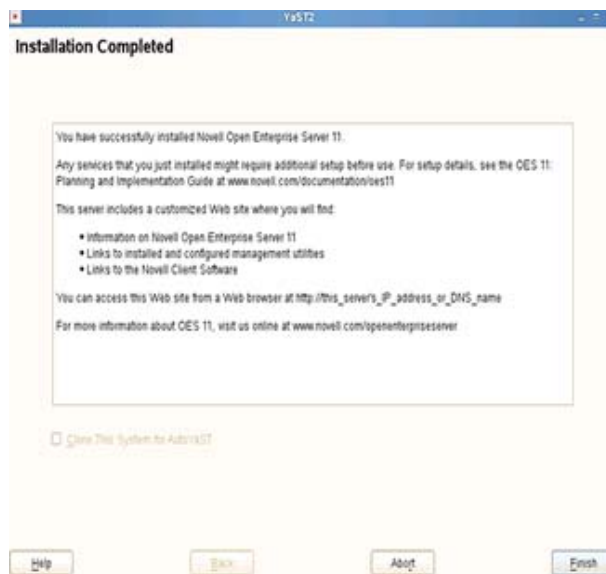 YaST2
Installation Completed
You have successfully installed Novell Open Enterprise Server 11.
Any services that you just installed might require additional setup before use. For setup details, see the OES 11:
Planning and Implementation Guide at www.novell.com/documentation/oes11
This server includes a customized Web site where you will find:
• Information on Novell Open Enterprise Server 11
• Links to installed and configured management utilities
• Links to the Novell Client Software
You can access this Web site from a Web browser at http://this_server's_IP_address_or_DNS_name
For more information about OES 11, visit us online at www.novell.com/openenterpriseserver
Clone This System for AutoYaST
Help Back Abort Finish